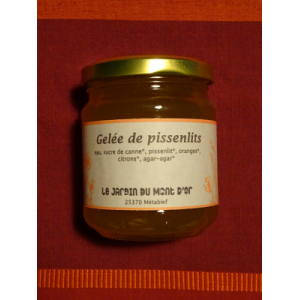 Gelée de pissenlits
eau, sucre de canne*, pissenlit*, oranges*,
citrons*, agar-agar*
Le Jardin du Mont d'Or
25370 Métabief